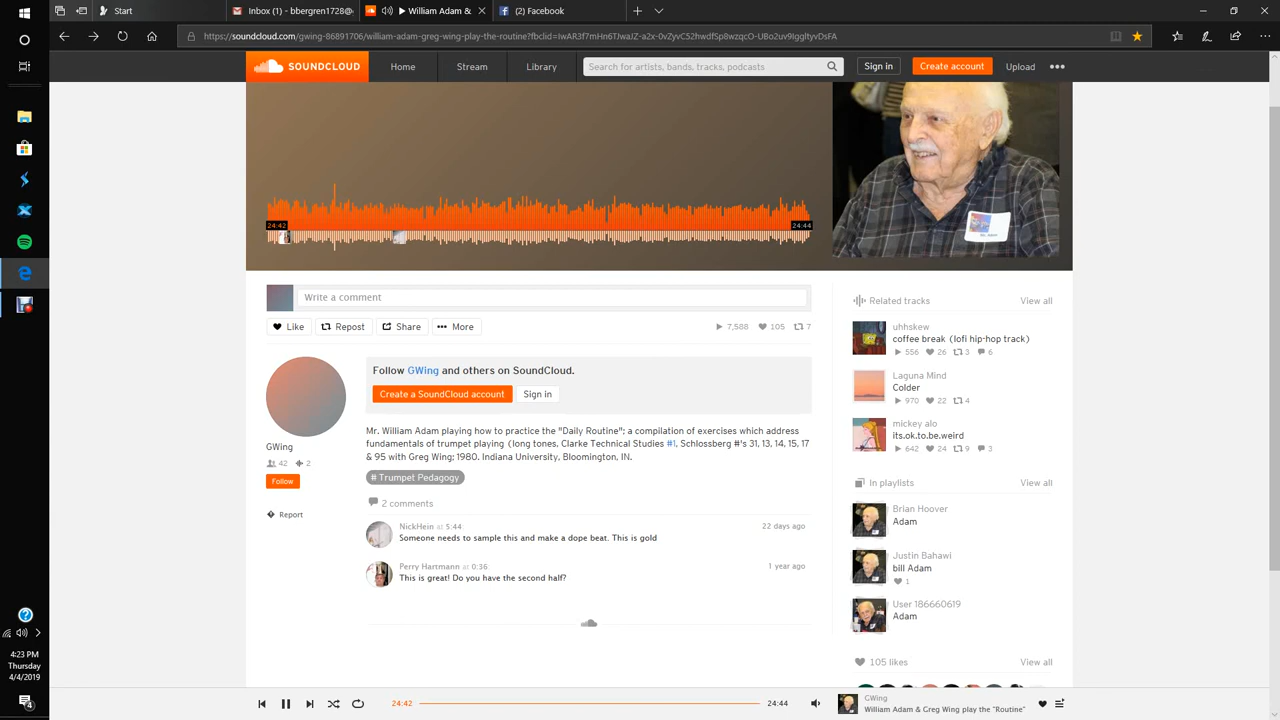 Start
Inbox (1) - bbergren1728@
William Adam &
(2) Facebook
https://soundcloud.com/gwing-86891706/william-adam-greg-wing-play-the-routine?fbclid=IwAR3f7mHn6TJwaJZ-a2x-0vZyvC52hwdfSp8wzqcO-UBo2uv9IggltyvDsFA
SOUNDCLOUD
Home
Stream
Library
Search for artists, bands, tracks, podcasts
Sign in
Create account
Upload
24:42
24:44
Write a comment
Like
Repost
Share
More
7,588
105
7
GWing
42
2
Follow
Report
Follow GWing and others on SoundCloud.
Create a SoundCloud account
Sign in
Mr. William Adam playing how to practice the "Daily Routine"; a compilation of exercises which address
fundamentals of trumpet playing (long tones, Clarke Technical Studies #1, Schlossberg #'s 31, 13, 14, 15, 17
& 95 with Greg Wing; 1980. Indiana University, Bloomington, IN.
# Trumpet Pedagogy
2 comments
NickHein at 5:44:
22 days ago
Someone needs to sample this and make a dope beat. This is gold
Perry Hartmann at 0:36:
1 year ago
This is great! Do you have the second half?
Related tracks
View all
uhhskew
coffee break (lofi hip-hop track)
556 26 3 6
Laguna Mind
Colder
970 22 4
mickey alo
its.ok.to.be.weird
642 24 9 3
In playlists
View all
Brian Hoover
Adam
Justin Bahawi
bill Adam
1
User 186660619
Adam
105 likes
View all
4:23 PM
Thursday
4/4/2019
4
24:42
24:44
GWing
William Adam & Greg Wing play the "Routine"